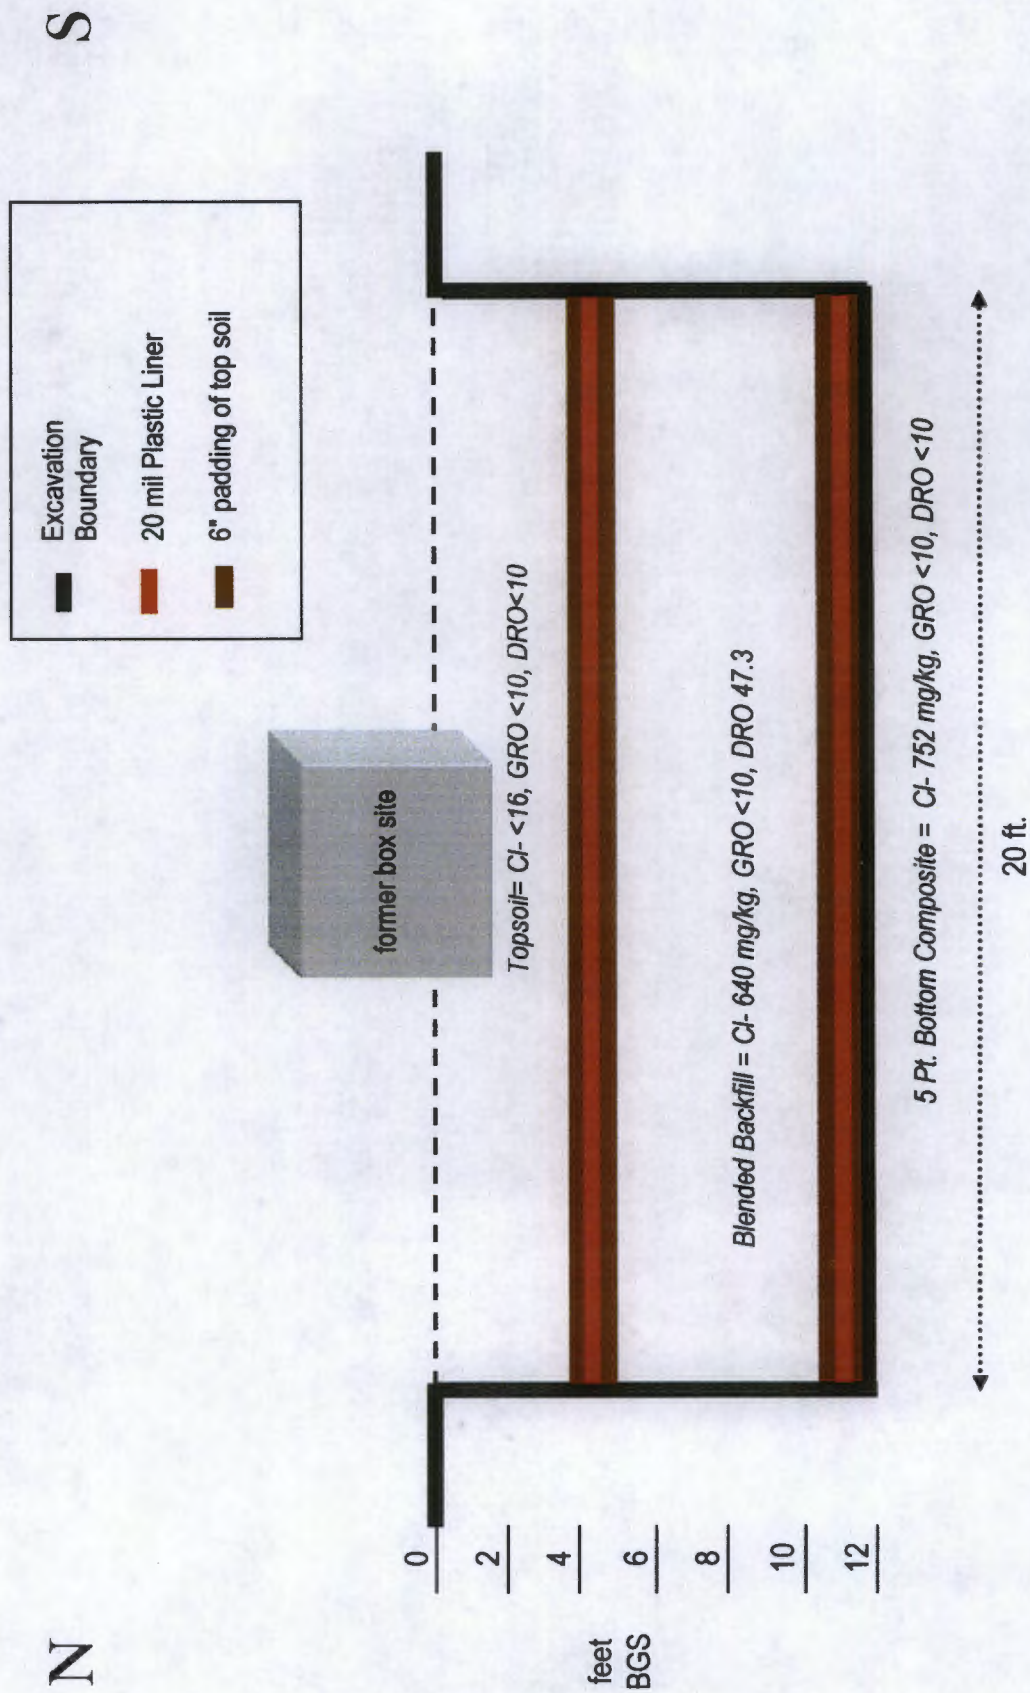 N
S
Excavation
Boundary
20 mil Plastic Liner
6" padding of top soil
former box site
0
2
4
6
8
10
12
feet
BGS
Topsoil= Cl- <16, GRO <10, DRO<10
Blended Backfill = Cl- 640 mg/kg, GRO <10, DRO 47.3
5 Pt. Bottom Composite = Cl- 752 mg/kg, GRO <10, DRO <10
20 ft.